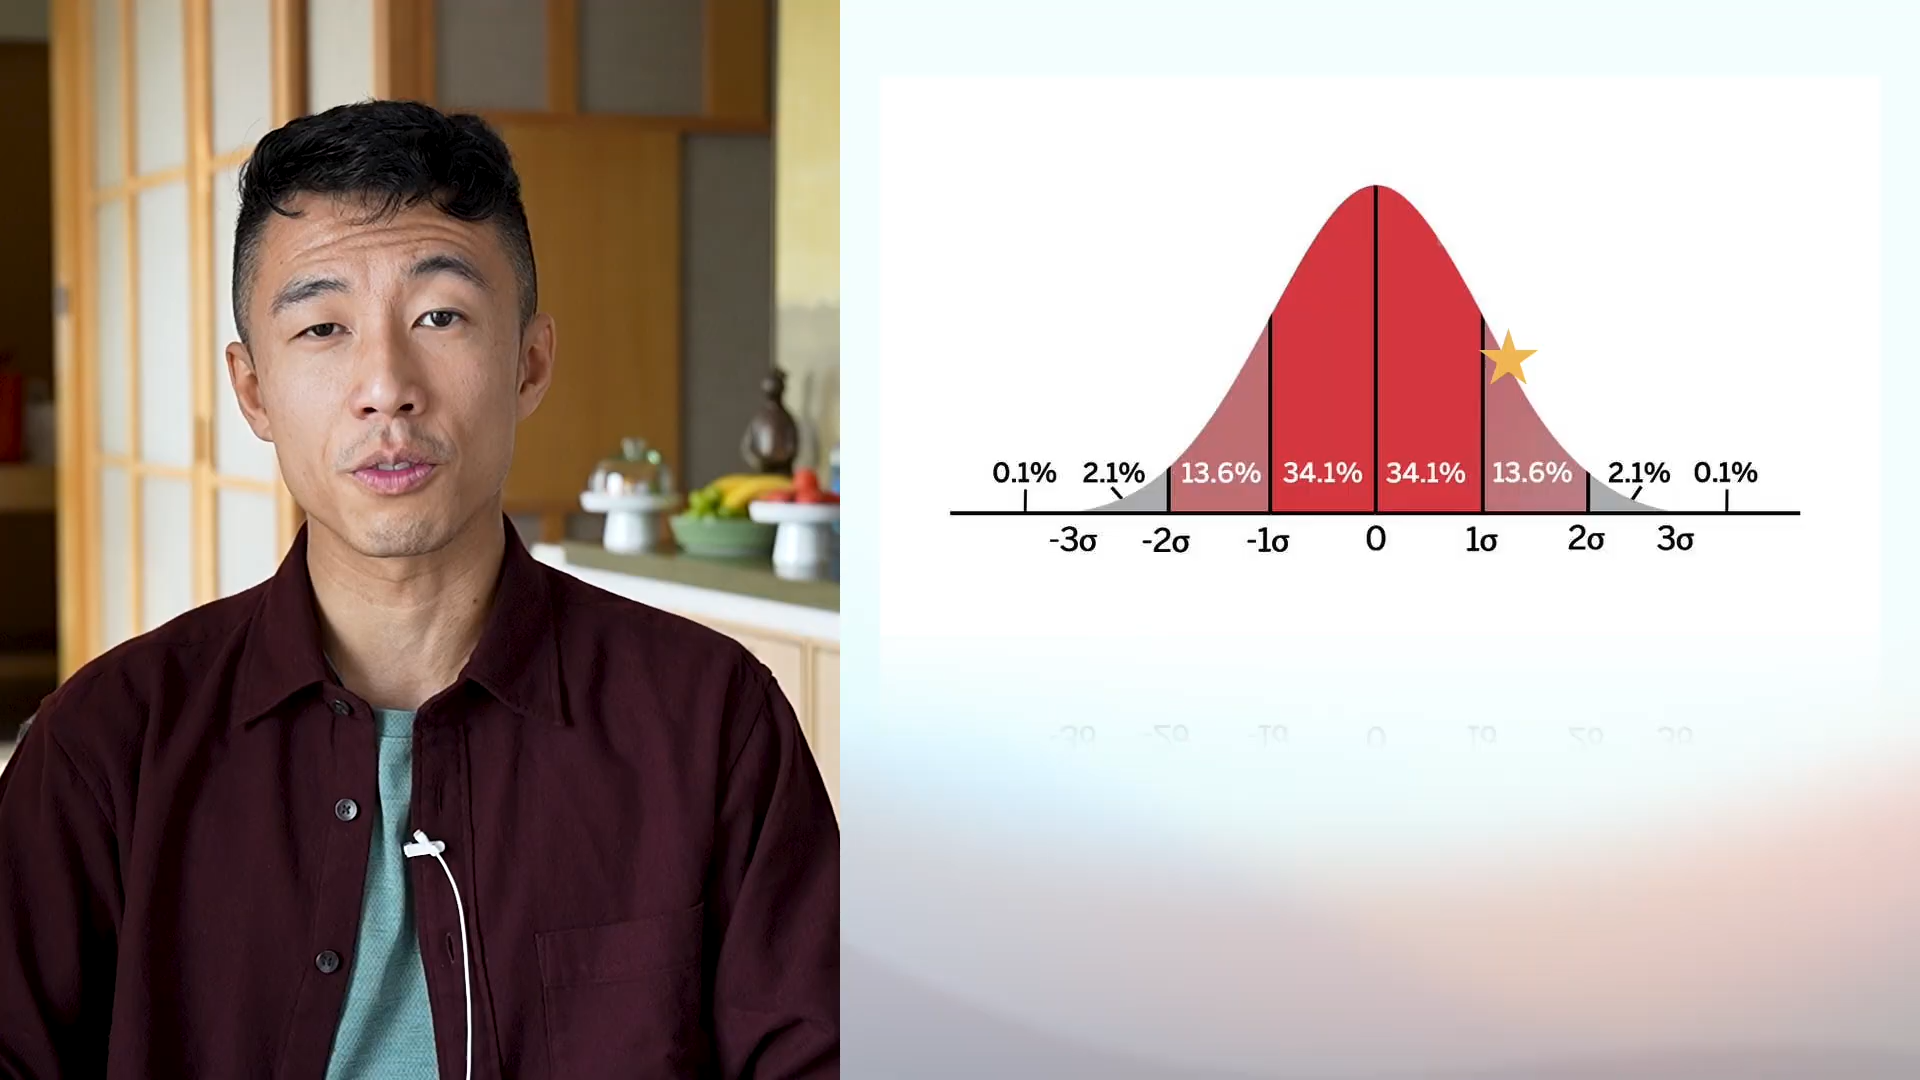 0.1% 2.1% 13.6% 34.1% 34.1% 13.6% 2.1% 0.1%
-3σ -2σ -1σ 0 1σ 2σ 3σ